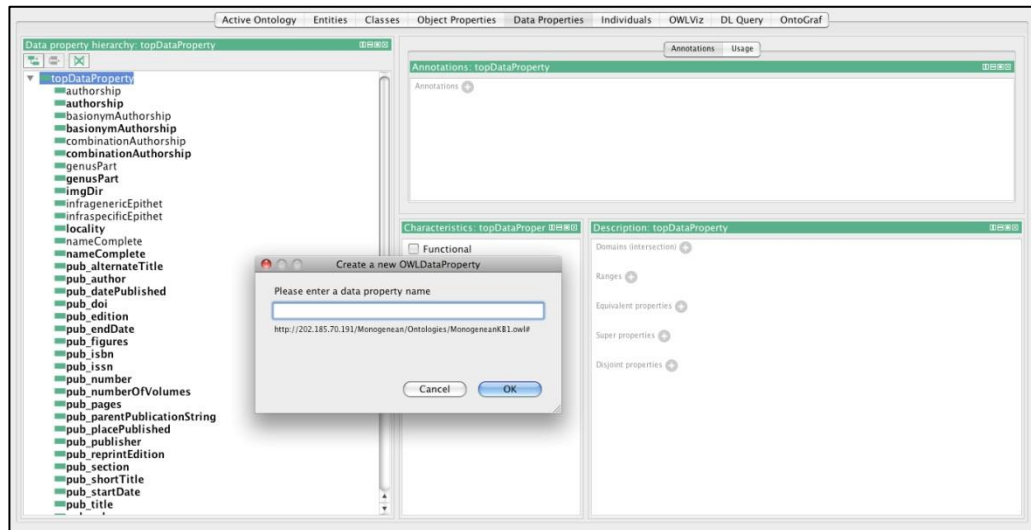 Active Ontology Entities Classes Object Properties Data Properties Individuals OWLViz DL Query OntoGraf
Data property hierarchy: topDataProperty
topDataProperty
authorship
authorship
basionymAuthorship
basionymAuthorship
combinationAuthorship
combinationAuthorship
genusPart
genusPart
imgDir
infragenericEpithet
infraspecificEpithet
locality
nameComplete
nameComplete
pub_alternateTitle
pub_author
pub_datePublished
pub_doi
pub_edition
pub_endDate
pub_figures
pub_isbn
pub_issn
pub_number
pub_numberOfVolumes
pub_pages
pub_parentPublicationString
pub_placePublished
pub_publisher
pub_reprintEdition
pub_section
pub_shortTitle
pub_startDate
pub_title
Annotations Usage
Annotations: topDataProperty
Annotations
Characteristics: topDataProper
Functional
Description: topDataProperty
Domains (intersection)
Ranges
Equivalent properties
Super properties
Disjoint properties
Create a new OWLDataProperty
Please enter a data property name
http://202.185.70.191/Monogenean/Ontologies/MonogeneanKB1.owl#
Cancel OK